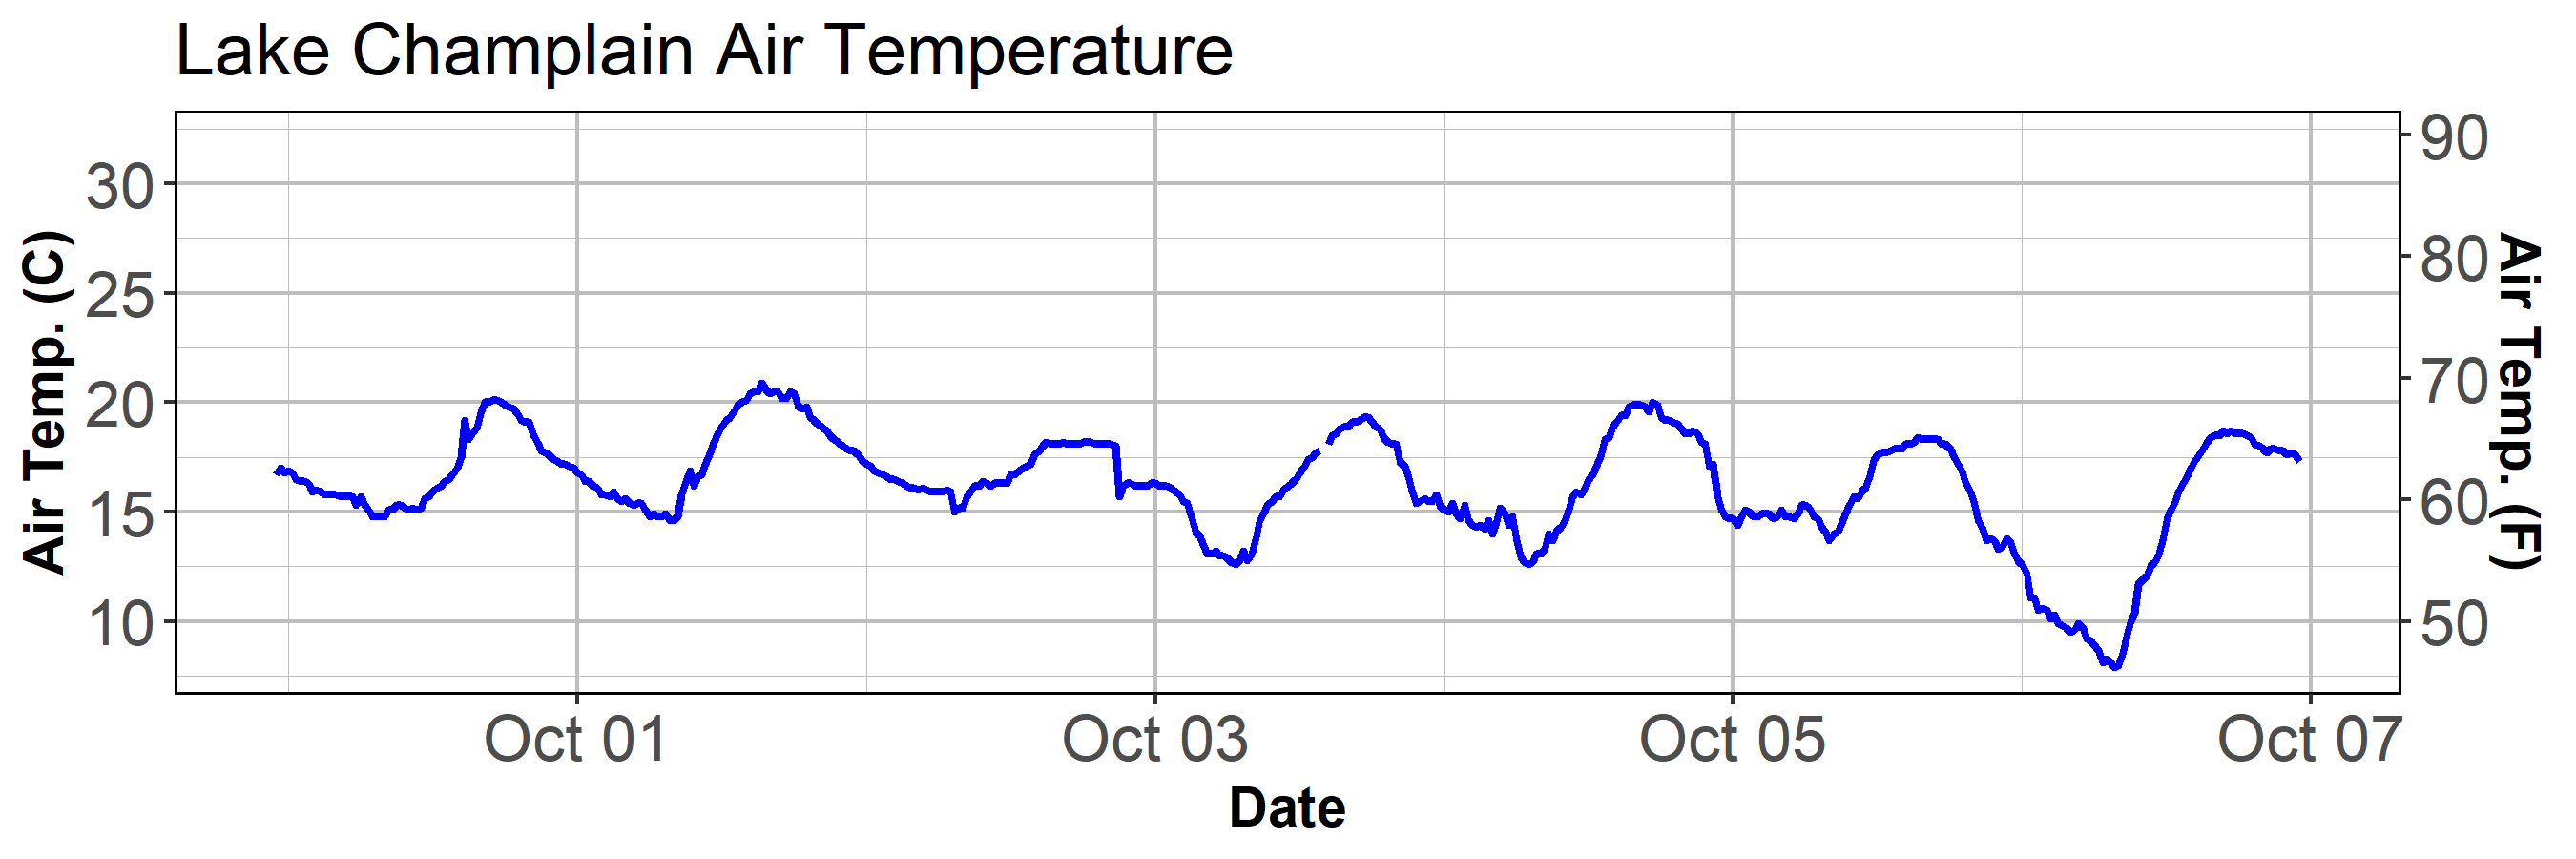 Lake Champlain Air Temperature
Air Temp. (C)
30
25
20
15
10
90
80
70
60
50
Air Temp. (F)
Oct 01 Oct 03 Oct 05 Oct 07
Date